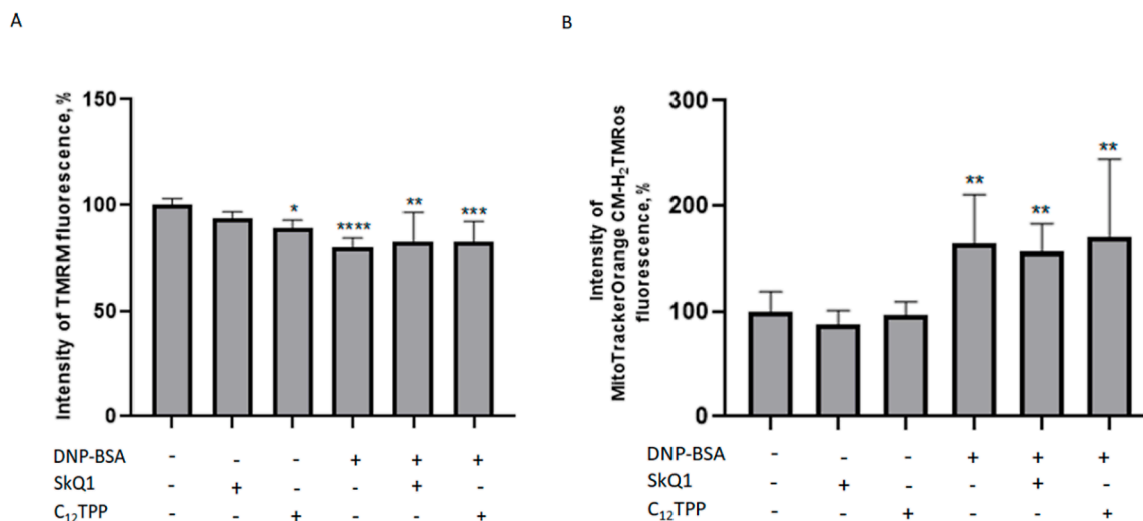 A
B
Intensity of TMRM fluorescence, %
150
100
50
0
*
****
**
***
DNP-BSA - - - + + +
SkQ1 - + - - + -
C₁₂TPP - - + - - +
Intensity of
MitoTrackerOrange CM-H₂TMRos
fluorescence, %
300
200
100
0
**
**
**
DNP-BSA - - - + + +
SkQ1 - + - - + -
C₁₂TPP - - + - - +